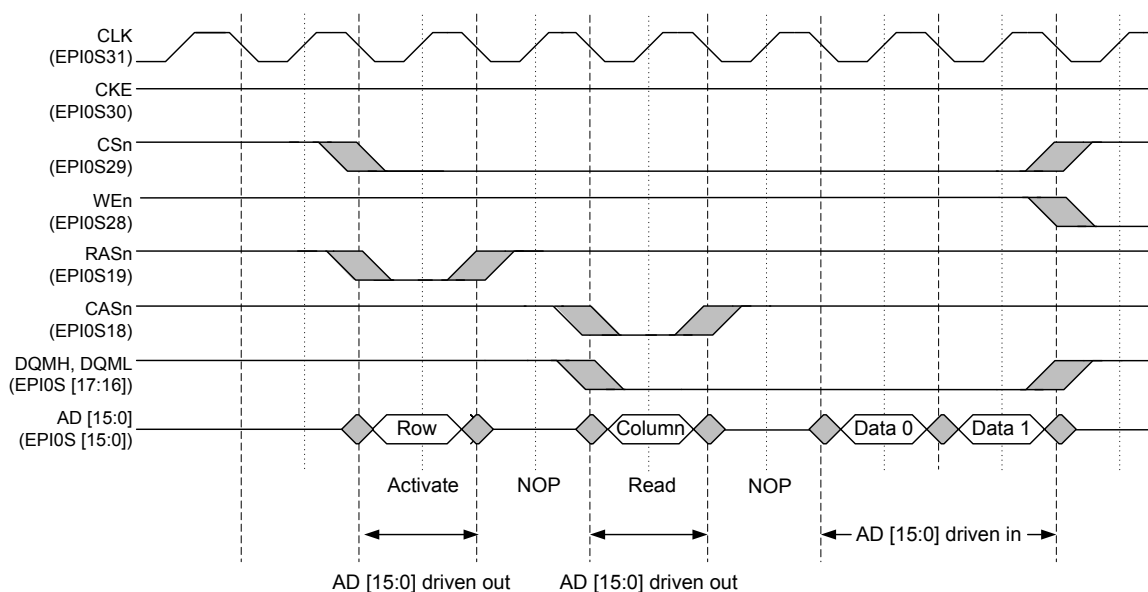 CLK
(EPI0S31)
CKE
(EPI0S30)
CSn
(EPI0S29)
WEn
(EPI0S28)
RASn
(EPI0S19)
CASn
(EPI0S18)
DQMH, DQML
(EPI0S [17:16])
AD [15:0]
(EPI0S [15:0])
Row
Column
Data 0
Data 1
Activate
NOP
Read
NOP
AD [15:0] driven in
AD [15:0] driven out
AD [15:0] driven out